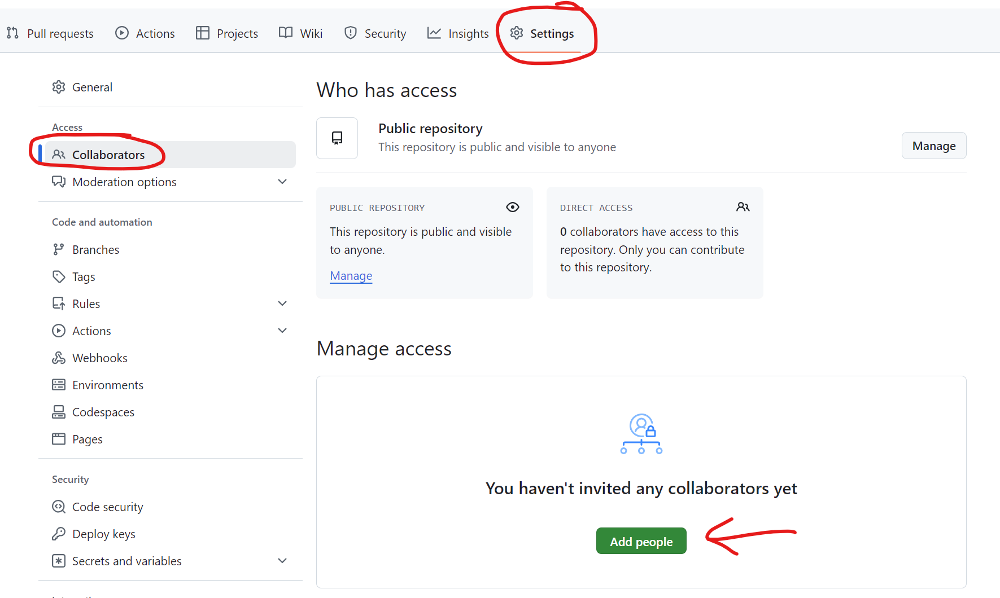 Pull requests Actions Projects Wiki Security Insights Settings
General
Access
Collaborators
Moderation options
Code and automation
Branches
Tags
Rules
Actions
Webhooks
Environments
Codespaces
Pages
Security
Code security
Deploy keys
Secrets and variables
Who has access
Public repository
This repository is public and visible to anyone
Manage
PUBLIC REPOSITORY
This repository is public and visible
to anyone.
Manage
DIRECT ACCESS
0 collaborators have access to this
repository. Only you can contribute
to this repository.
Manage access
You haven't invited any collaborators yet
Add people